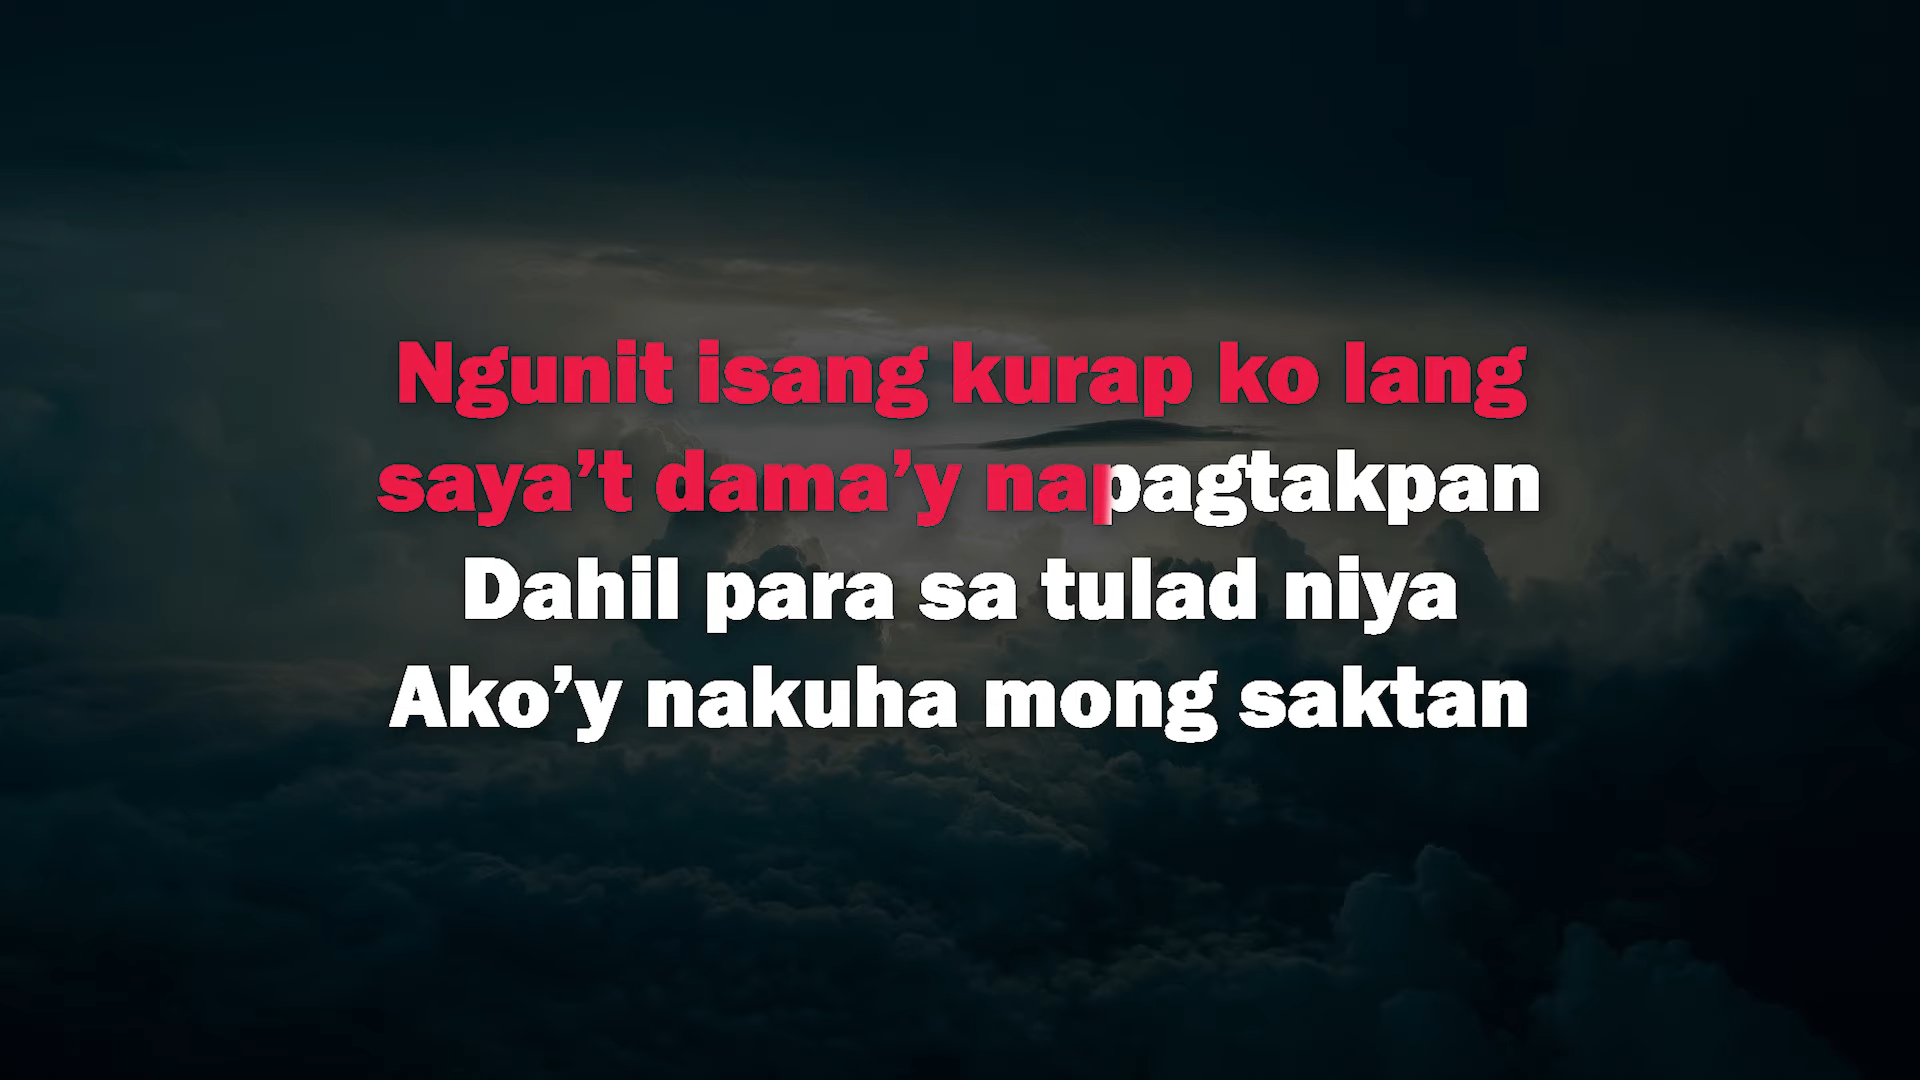 Ngunit isang kurap ko lang
saya’t dama’y napagtakpan
Dahil para sa tulad niya
Ako’y nakuha mong saktan